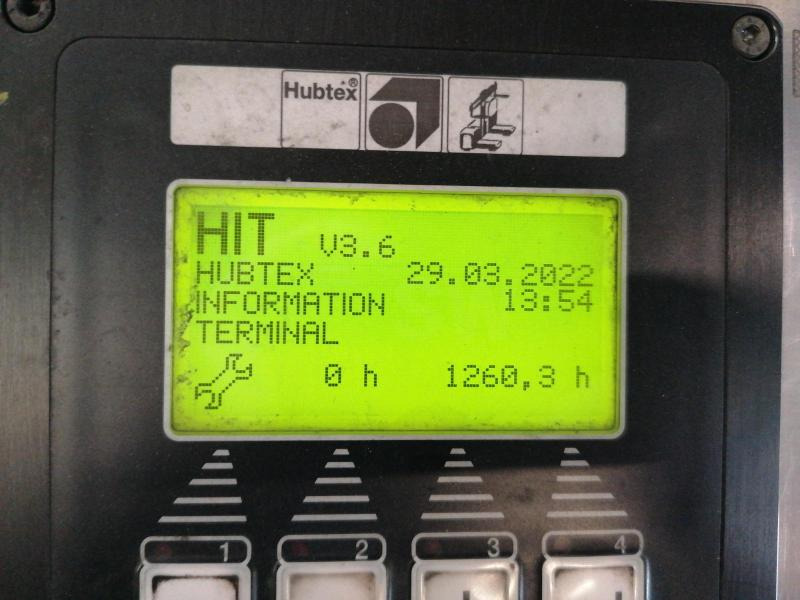 Hubtex®
HIT V3.6
HUBTEX 29.03.2022
INFORMATION 13:54
TERMINAL
0 h 1260,3 h
1 2 3 4